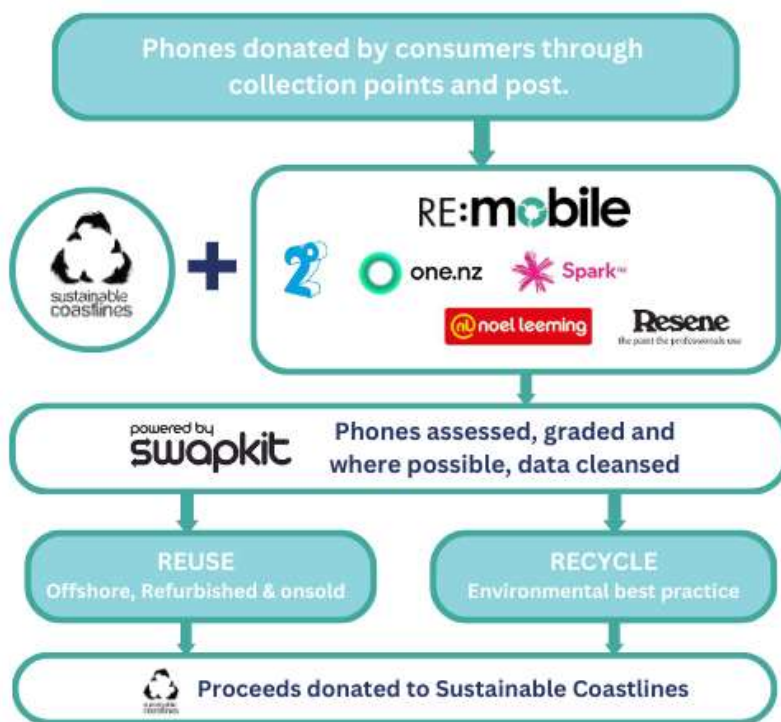 Phones donated by consumers through
collection points and post.
RE:mobile
sustainable
coastlines
2°
one.nz
Spark
noel leeming
Resene
the paint the professionals use
powered by
swapkit
Phones assessed, graded and
where possible, data cleansed
REUSE
Offshore, Refurbished & onsold
RECYCLE
Environmental best practice
sustainable
coastlines
Proceeds donated to Sustainable Coastlines